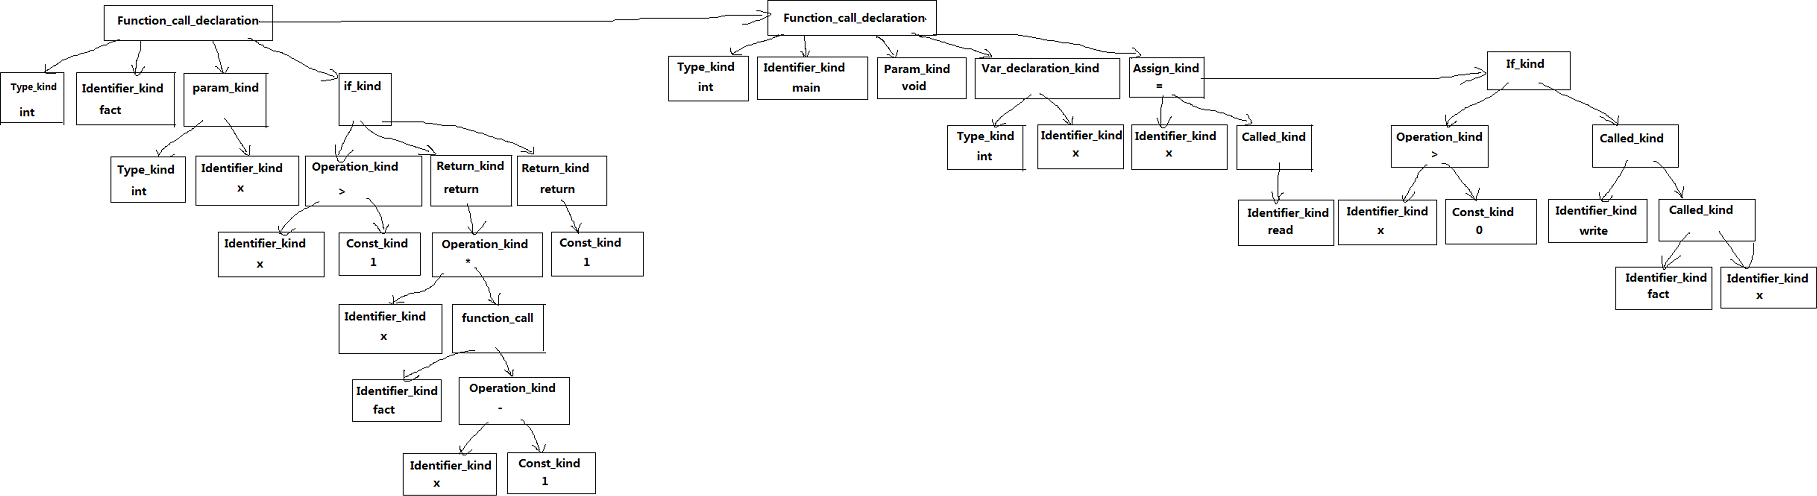 Function_call_declaration
Function_call_declaration
Type_kind
int
Identifier_kind
fact
param_kind
if_kind
Type_kind
int
Identifier_kind
main
Param_kind
void
Var_declaration_kind
Assign_kind
=
If_kind
Type_kind
int
Identifier_kind
x
Operation_kind
>
Return_kind
return
Return_kind
return
Type_kind
int
Identifier_kind
x
Identifier_kind
x
Called_kind
Operation_kind
>
Called_kind
Identifier_kind
x
Const_kind
1
Operation_kind
*
Const_kind
1
Identifier_kind
read
Identifier_kind
x
Const_kind
0
Identifier_kind
write
Called_kind
Identifier_kind
x
function_call
Identifier_kind
fact
Identifier_kind
x
Identifier_kind
fact
Operation_kind
-
Identifier_kind
x
Const_kind
1